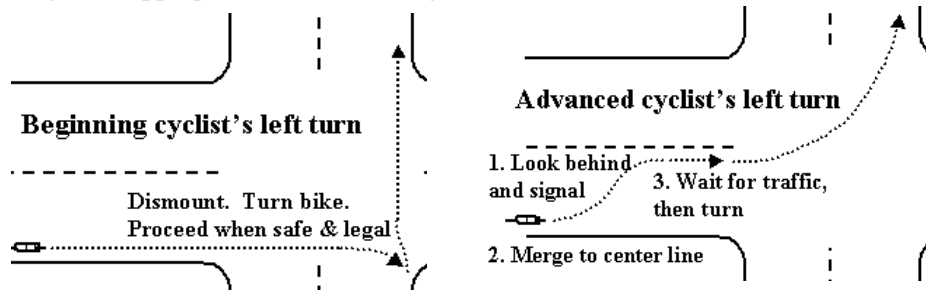 Beginning cyclist's left turn
Dismount. Turn bike.
Proceed when safe & legal
Advanced cyclist's left turn
1. Look behind
and signal
3. Wait for traffic,
then turn
2. Merge to center line